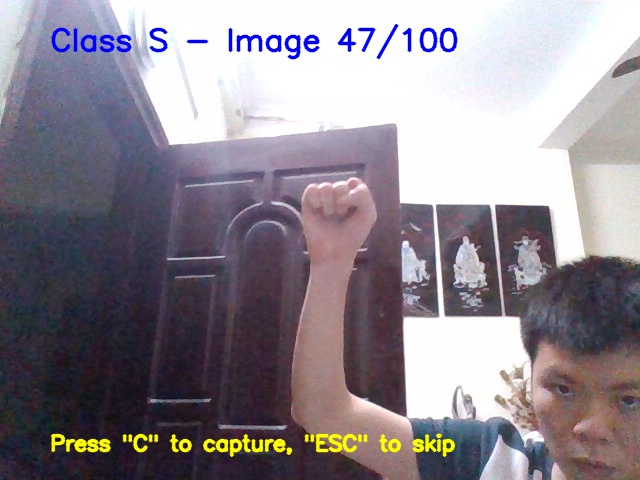 Class S - Image 47/100
Press "C" to capture, "ESC" to skip